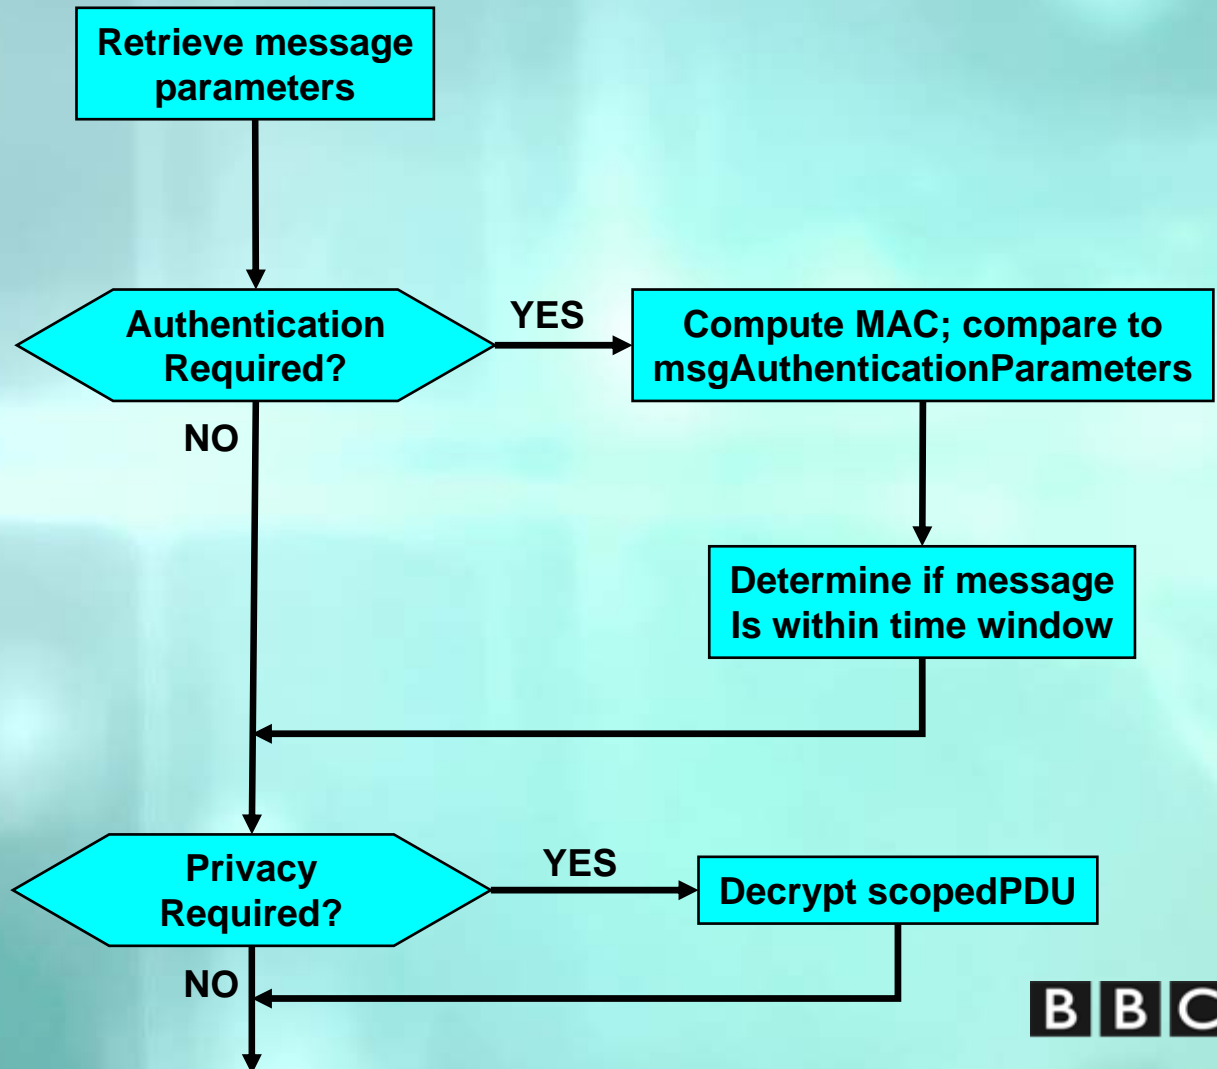 Retrieve message
parameters
Authentication
Required?
YES
Compute MAC; compare to
msgAuthenticationParameters
NO
Determine if message
Is within time window
Privacy
Required?
YES
Decrypt scopedPDU
NO
BBC